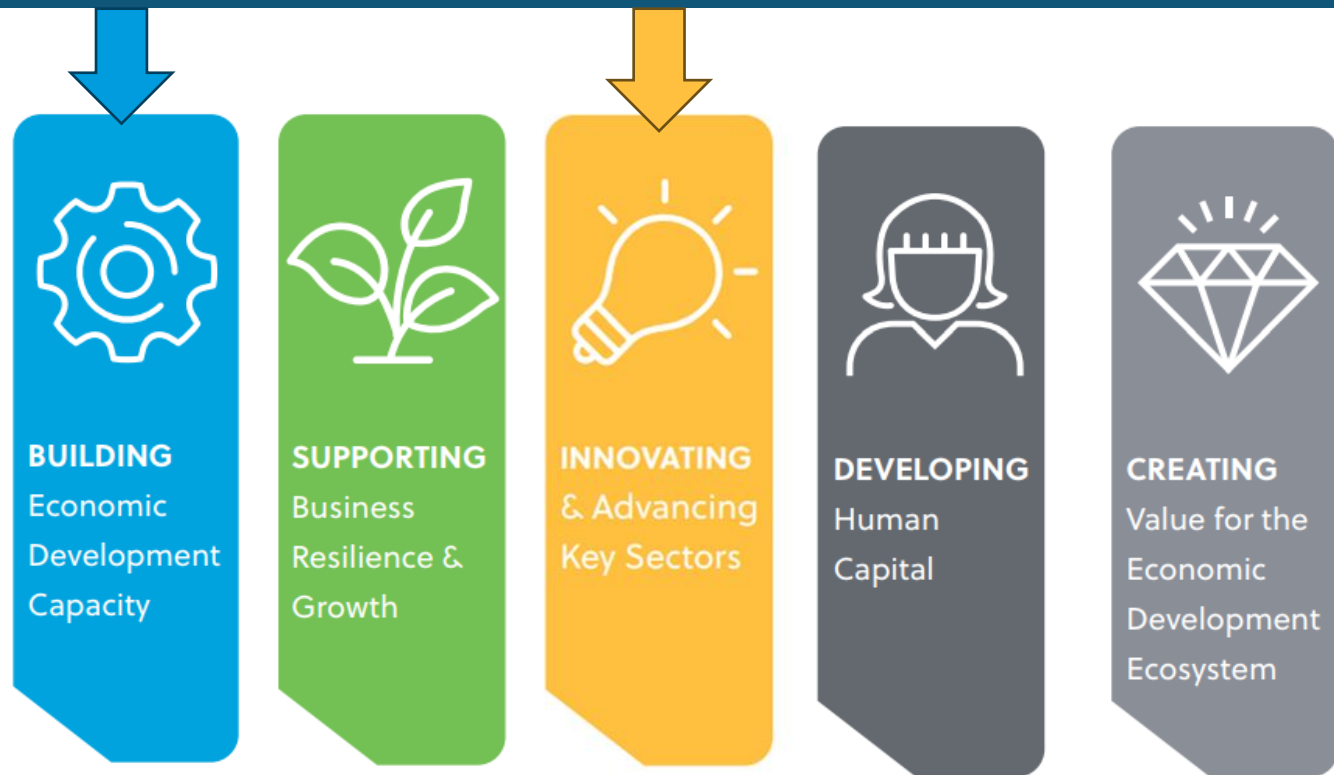 BUILDING
Economic
Development
Capacity
SUPPORTING
Business
Resilience &
Growth
INNOVATING
& Advancing
Key Sectors
DEVELOPING
Human
Capital
CREATING
Value for the
Economic
Development
Ecosystem